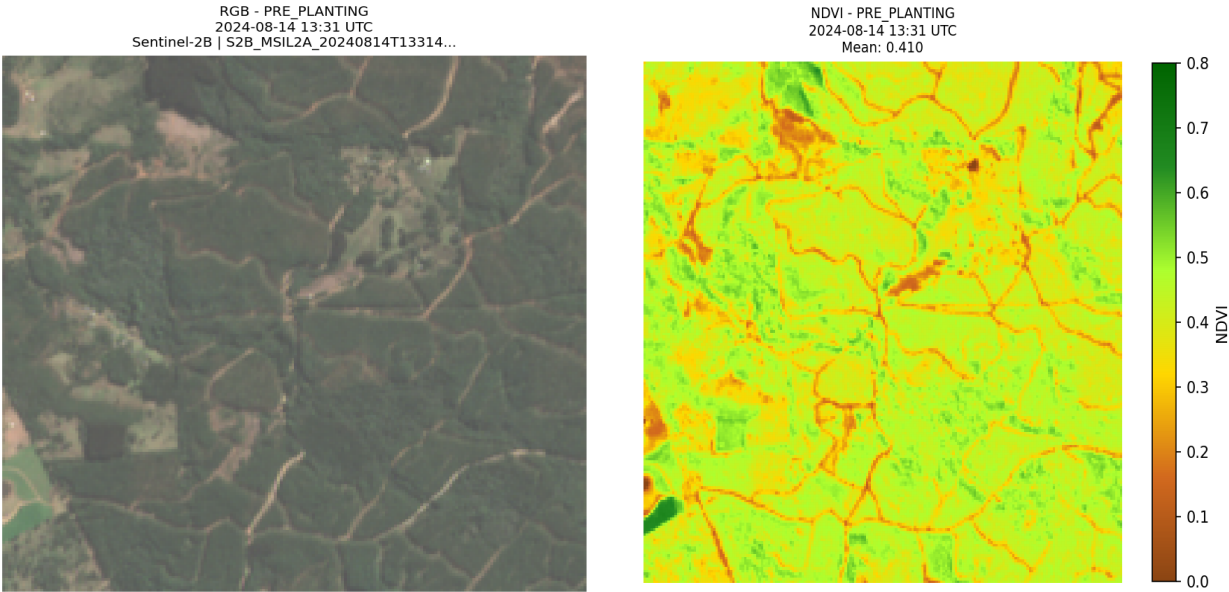 RGB - PRE_PLANTING
2024-08-14 13:31 UTC
Sentinel-2B | S2B_MSIL2A_20240814T13314...
NDVI - PRE_PLANTING
2024-08-14 13:31 UTC
Mean: 0.410
0.8
0.7
0.6
0.5
0.4
0.3
0.2
0.1
0.0
NDVI